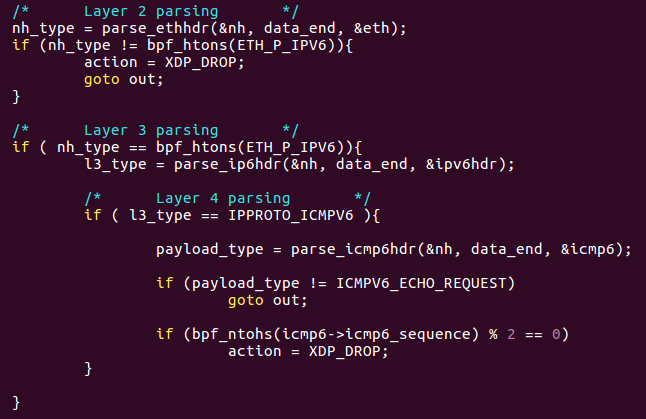 /*      Layer 2 parsing        */
nh_type = parse_ethhdr(&nh, data_end, &eth);
if (nh_type != bpf_htons(ETH_P_IPV6)){
        action = XDP_DROP;
        goto out;
}

/*      Layer 3 parsing        */
if ( nh_type == bpf_htons(ETH_P_IPV6)){
        l3_type = parse_ip6hdr(&nh, data_end, &ipv6hdr);

        /*      Layer 4 parsing        */
        if ( l3_type == IPPROTO_ICMPV6 ){

                payload_type = parse_icmp6hdr(&nh, data_end, &icmp6);

                if (payload_type != ICMPV6_ECHO_REQUEST)
                        goto out;

                if (bpf_ntohs(icmp6->icmp6_sequence) % 2 == 0)
                        action = XDP_DROP;
        }

}